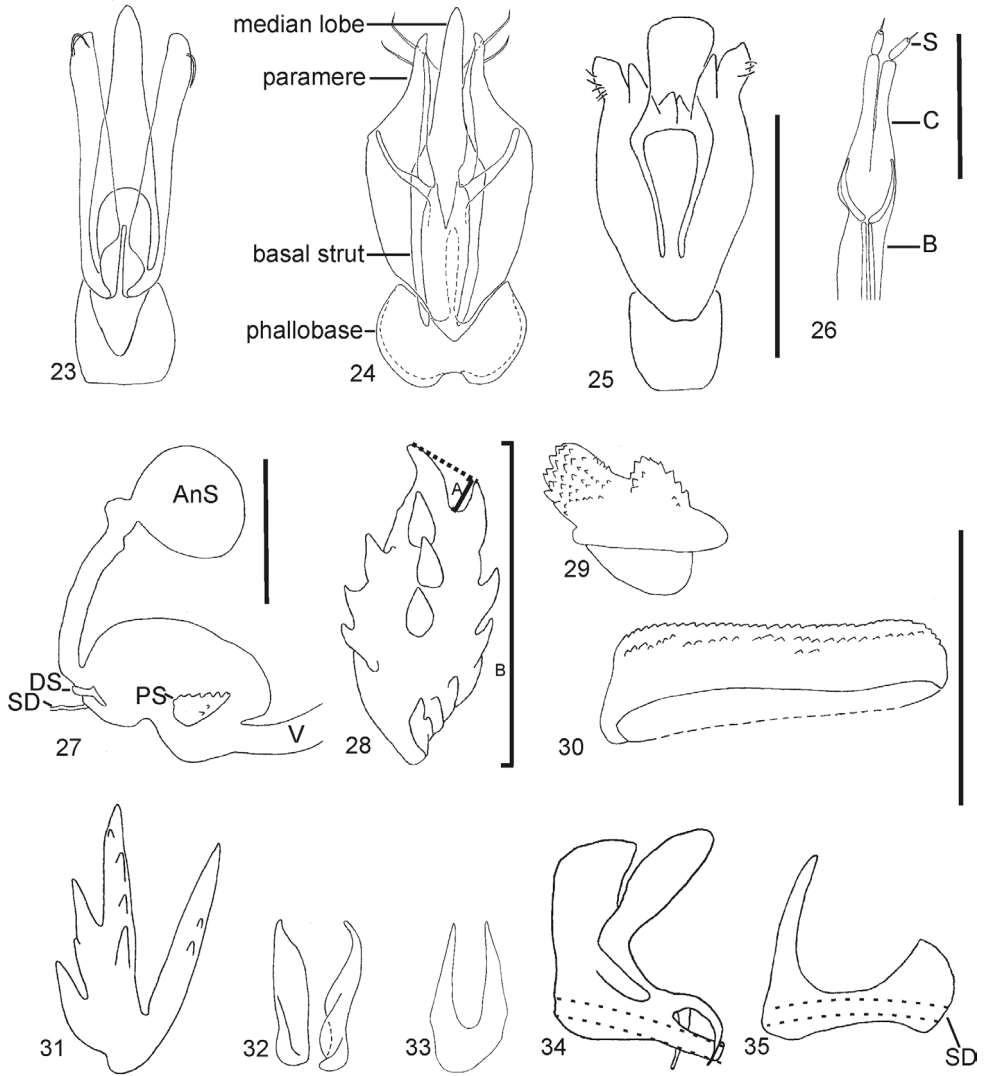 median lobe
paramere
basal strut
phallobase
S
C
B
23
24
25
26
AnS
DS
SD
PS
V
A
B
27
28
29
30
31
32
33
34
35
SD